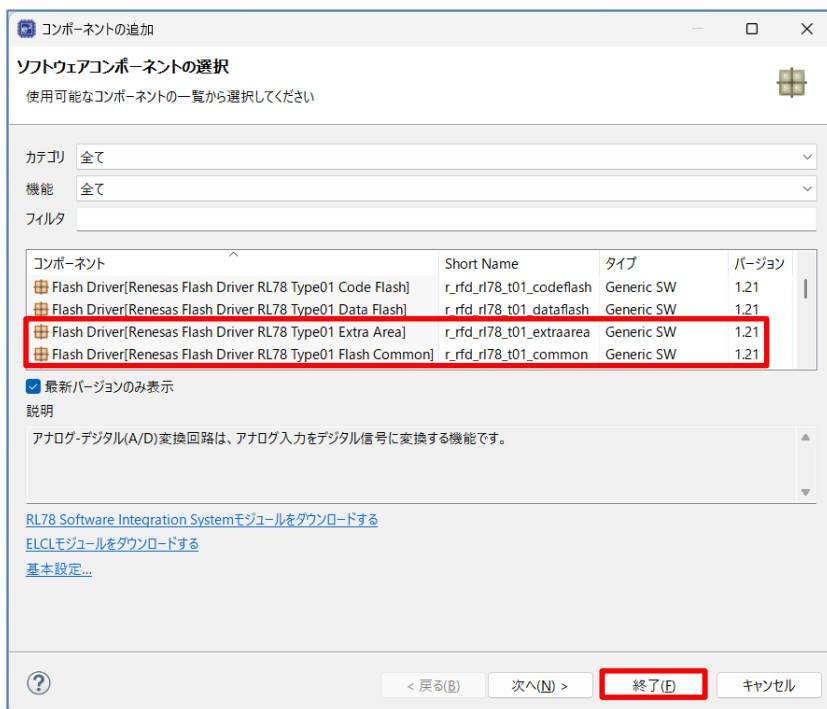 コンポーネントの追加
ソフトウェアコンポーネントの選択
使用可能なコンポーネントの一覧から選択してください
カテゴリ 全て
機能 全て
フィルタ
コンポーネント Short Name タイプ バージョン
Flash Driver[Renesas Flash Driver RL78 Type01 Code Flash] r_rfd_rl78_t01_codeflash Generic SW 1.21
Flash Driver[Renesas Flash Driver RL78 Type01 Data Flash] r_rfd_rl78_t01_dataflash Generic SW 1.21
Flash Driver[Renesas Flash Driver RL78 Type01 Extra Area] r_rfd_rl78_t01_extraarea Generic SW 1.21
Flash Driver[Renesas Flash Driver RL78 Type01 Flash Common] r_rfd_rl78_t01_common Generic SW 1.21
最新バージョンのみ表示
説明
アナログ-デジタル(A/D)変換回路は、アナログ入力をデジタル信号に変換する機能です。
RL78 Software Integration Systemモジュールをダウンロードする
ELCLモジュールをダウンロードする
基本設定...
? < 戻る(B) 次へ(N) > 終了(F) キャンセル